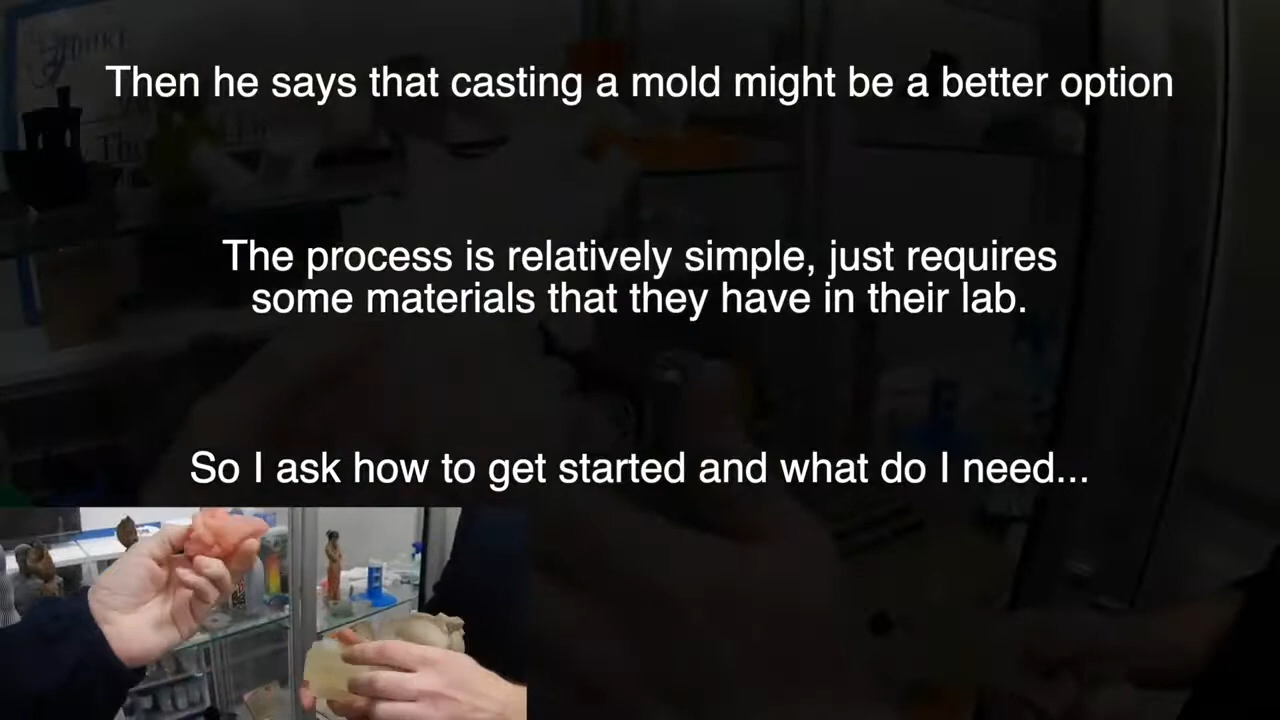 Then he says that casting a mold might be a better option
The process is relatively simple, just requires
some materials that they have in their lab.
So I ask how to get started and what do I need...